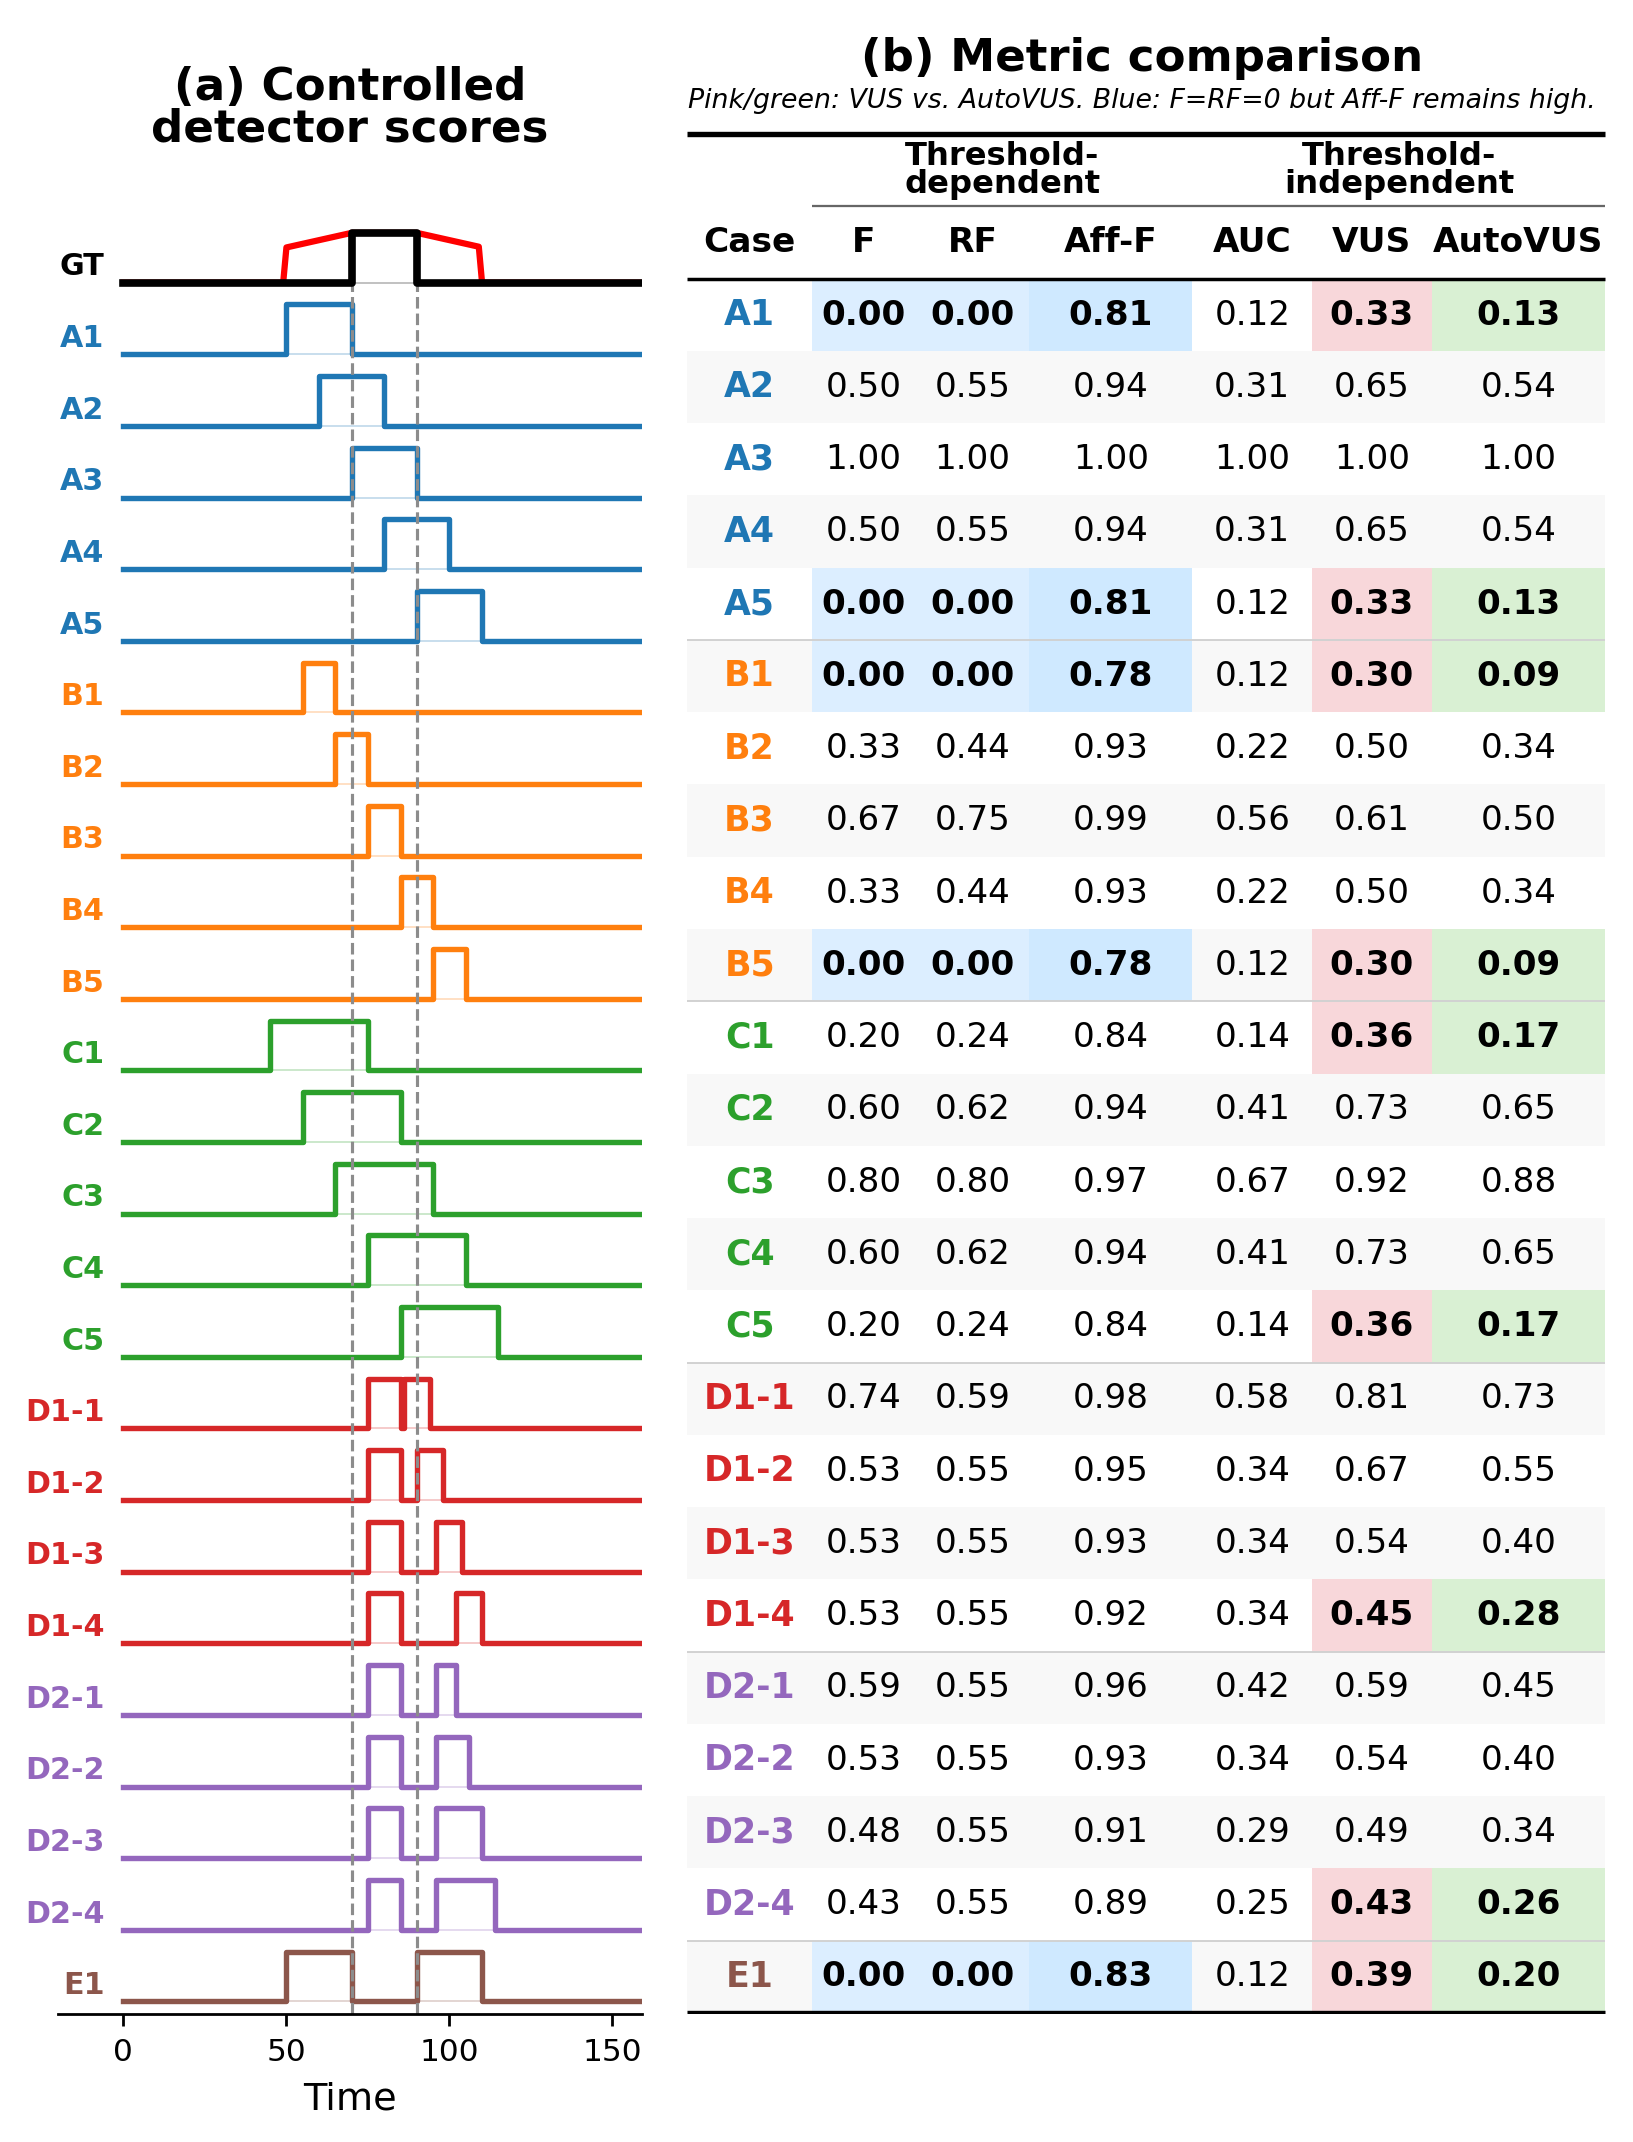 (a) Controlled
detector scores
GT
A1
A2
A3
A4
A5
B1
B2
B3
B4
B5
C1
C2
C3
C4
C5
D1-1
D1-2
D1-3
D1-4
D2-1
D2-2
D2-3
D2-4
E1
0 50 100 150
Time
(b) Metric comparison
Pink/green: VUS vs. AutoVUS. Blue: F=RF=0 but Aff-F remains high.
Threshold-
dependent
Threshold-
independent
Case F RF Aff-F AUC VUS AutoVUS
A1 0.00 0.00 0.81 0.12 0.33 0.13
A2 0.50 0.55 0.94 0.31 0.65 0.54
A3 1.00 1.00 1.00 1.00 1.00 1.00
A4 0.50 0.55 0.94 0.31 0.65 0.54
A5 0.00 0.00 0.81 0.12 0.33 0.13
B1 0.00 0.00 0.78 0.12 0.30 0.09
B2 0.33 0.44 0.93 0.22 0.50 0.34
B3 0.67 0.75 0.99 0.56 0.61 0.50
B4 0.33 0.44 0.93 0.22 0.50 0.34
B5 0.00 0.00 0.78 0.12 0.30 0.09
C1 0.20 0.24 0.84 0.14 0.36 0.17
C2 0.60 0.62 0.94 0.41 0.73 0.65
C3 0.80 0.80 0.97 0.67 0.92 0.88
C4 0.60 0.62 0.94 0.41 0.73 0.65
C5 0.20 0.24 0.84 0.14 0.36 0.17
D1-1 0.74 0.59 0.98 0.58 0.81 0.73
D1-2 0.53 0.55 0.95 0.34 0.67 0.55
D1-3 0.53 0.55 0.93 0.34 0.54 0.40
D1-4 0.53 0.55 0.92 0.34 0.45 0.28
D2-1 0.59 0.55 0.96 0.42 0.59 0.45
D2-2 0.53 0.55 0.93 0.34 0.54 0.40
D2-3 0.48 0.55 0.91 0.29 0.49 0.34
D2-4 0.43 0.55 0.89 0.25 0.43 0.26
E1 0.00 0.00 0.83 0.12 0.39 0.20